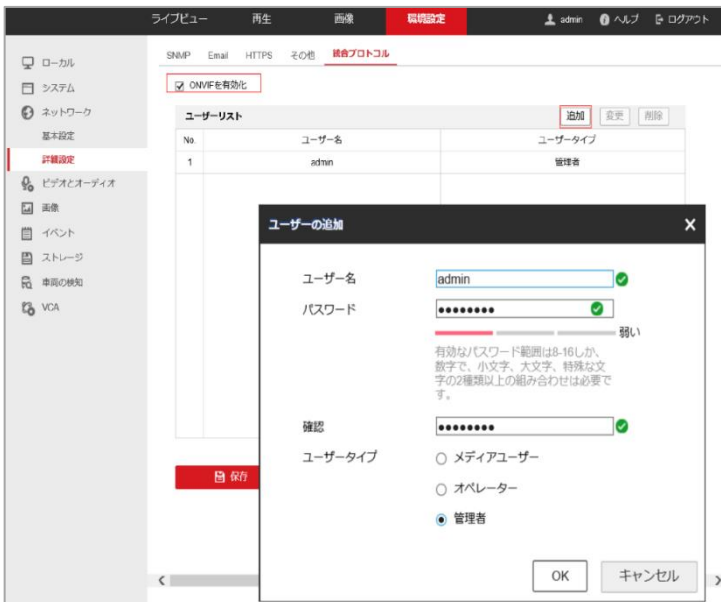 ライブビュー 再生 画像 環境設定 admin ヘルプ ログアウト
ローカル
システム
ネットワーク
基本設定
詳細設定
ビデオとオーディオ
画像
イベント
ストレージ
車両の検知
VCA
SNMP Email HTTPS その他 統合プロトコル
ONVIFを有効化
ユーザーリスト 追加 変更 削除
No. ユーザー名 ユーザータイプ
1 admin 管理者
保存
ユーザーの追加 X
ユーザー名 admin
パスワード ●●●●●●●●
弱い
有効なパスワード範囲は8-16しか、
数字で、小文字、大文字、特殊な文
字の2種類以上の組み合わせは必要で
す。
確認 ●●●●●●●●
ユーザータイプ メディアユーザー
オペレーター
管理者
OK キャンセル